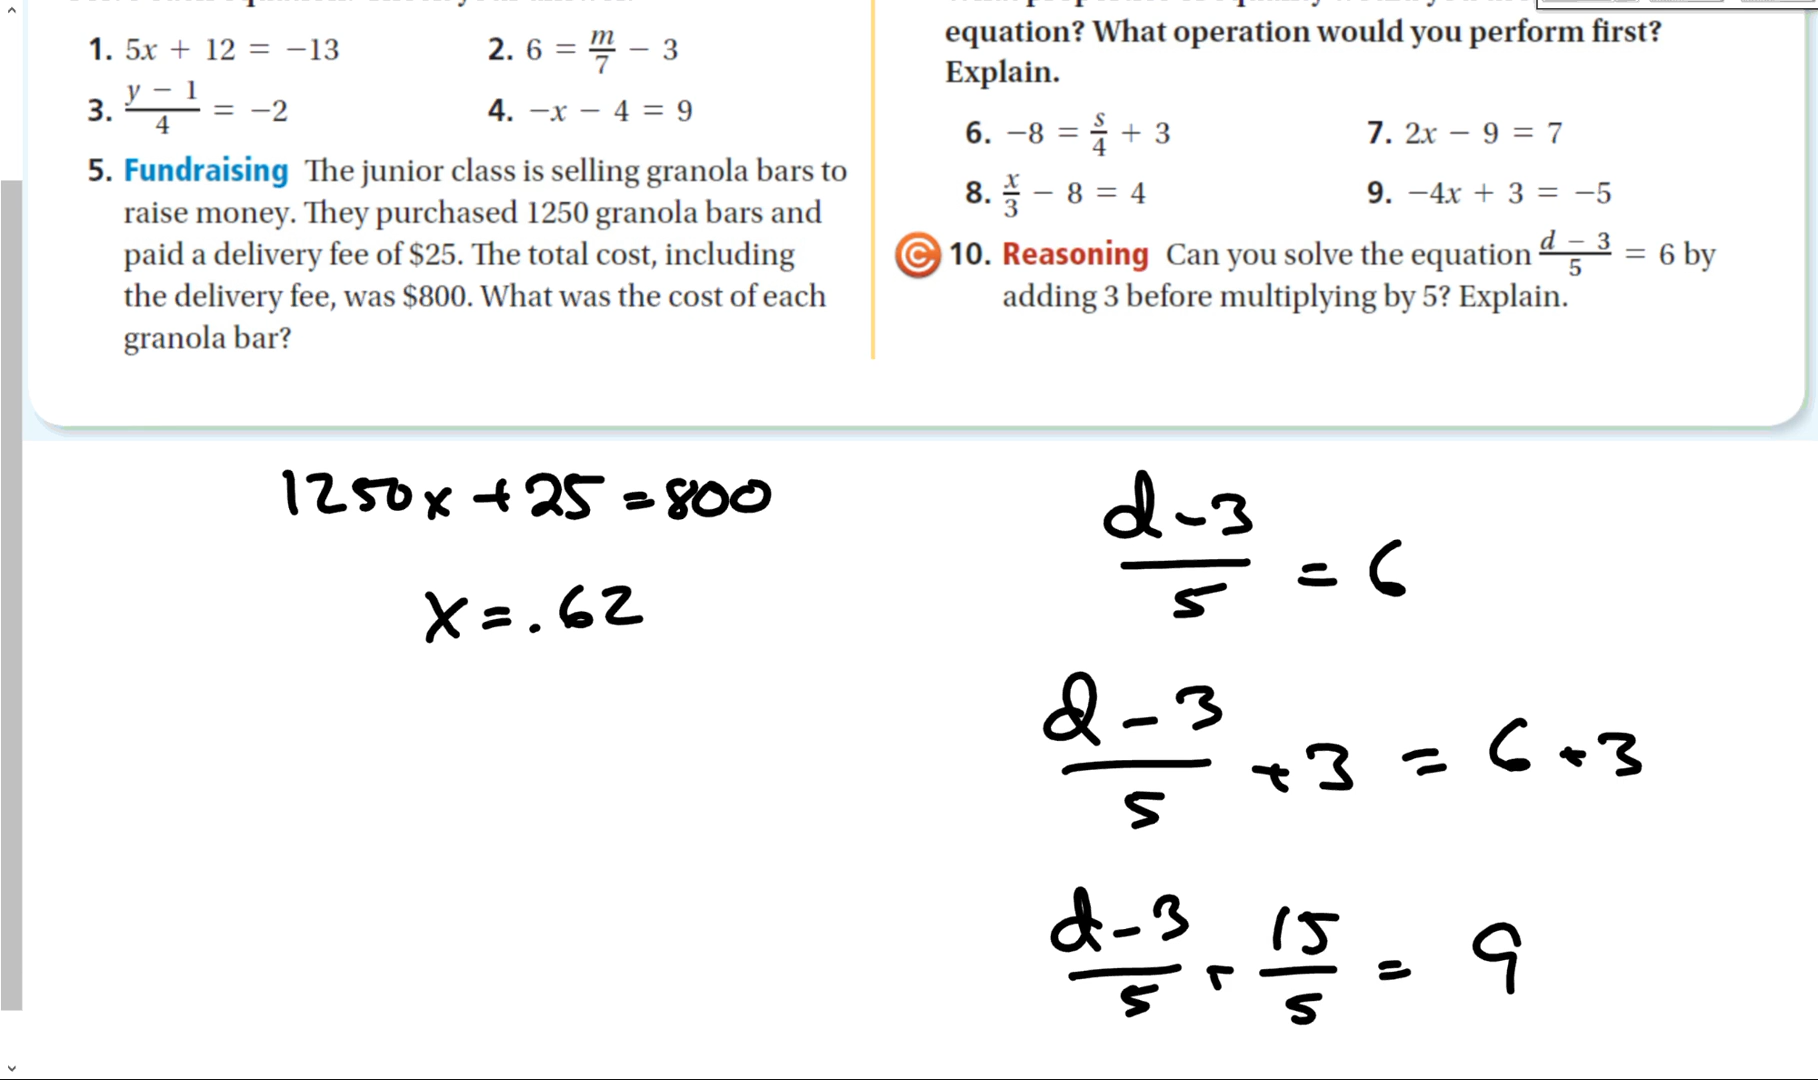 1. 5x + 12 = −13
2. 6 = m/7 − 3
3. (y − 1)/4 = −2
4. −x − 4 = 9
5. Fundraising The junior class is selling granola bars to
raise money. They purchased 1250 granola bars and
paid a delivery fee of $25. The total cost, including
the delivery fee, was $800. What was the cost of each
granola bar?
equation? What operation would you perform first?
Explain.
6. −8 = s/4 + 3
7. 2x − 9 = 7
8. x/3 − 8 = 4
9. −4x + 3 = −5
C 10. Reasoning Can you solve the equation (d − 3)/5 = 6 by
adding 3 before multiplying by 5? Explain.
1250x + 25 = 800
x = .62
(d − 3)/5 = 6
(d − 3)/5 + 3 = 6 + 3
(d − 3)/5 + 15/5 = 9